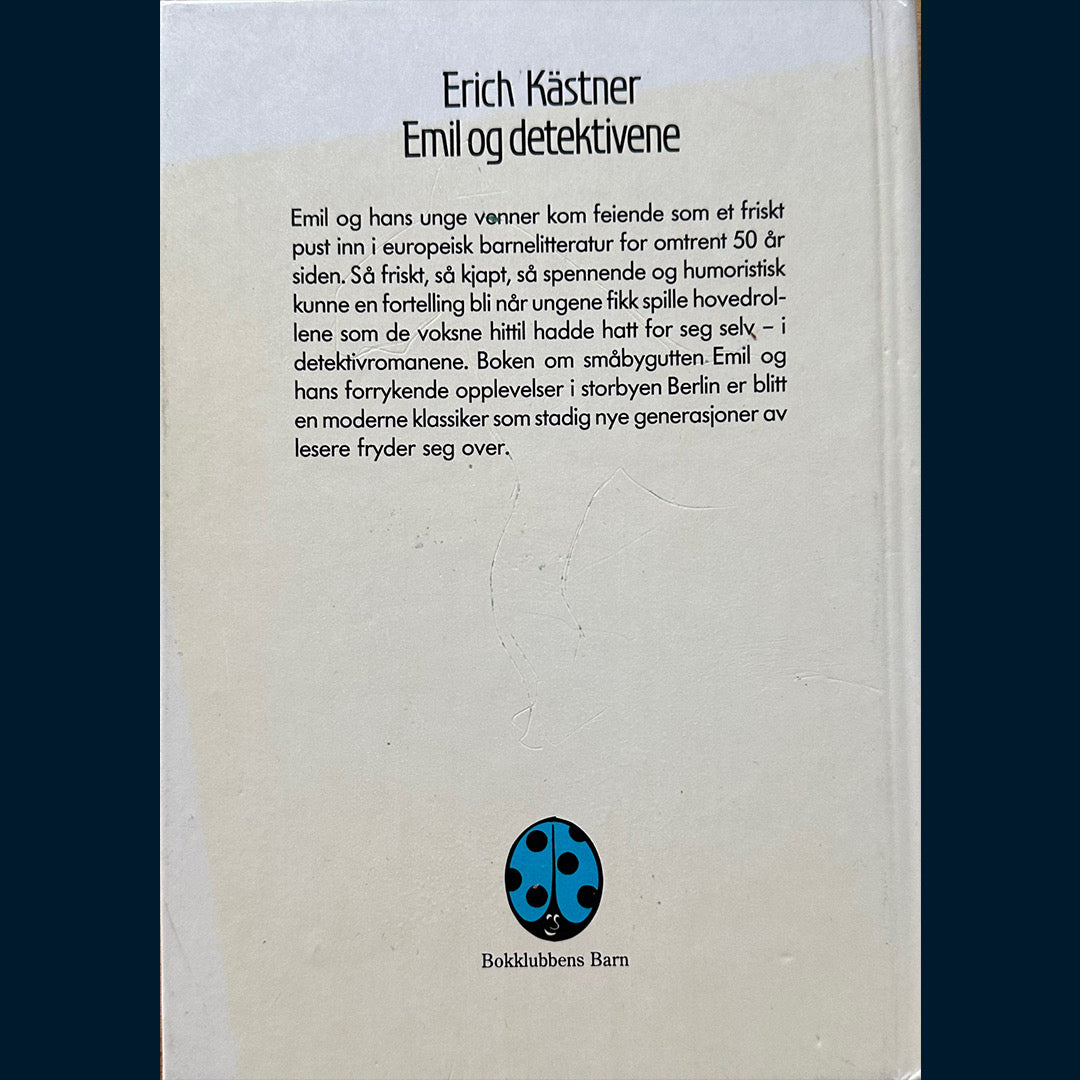 Erich Kästner
Emil og detektivene
Emil og hans unge venner kom feiende som et friskt
pust inn i europeisk barnelitteratur for omtrent 50 år
siden. Så friskt, så kjapt, så spennende og humoristisk
kunne en fortelling bli når ungene fikk spille hovedrol-
lene som de voksne hittil hadde hatt for seg selv – i
detektivromanene. Boken om småbygutten Emil og
hans forrykende opplevelser i storbyen Berlin er blitt
en moderne klassiker som stadig nye generasjoner av
lesere fryder seg over.
Bokklubbens Barn